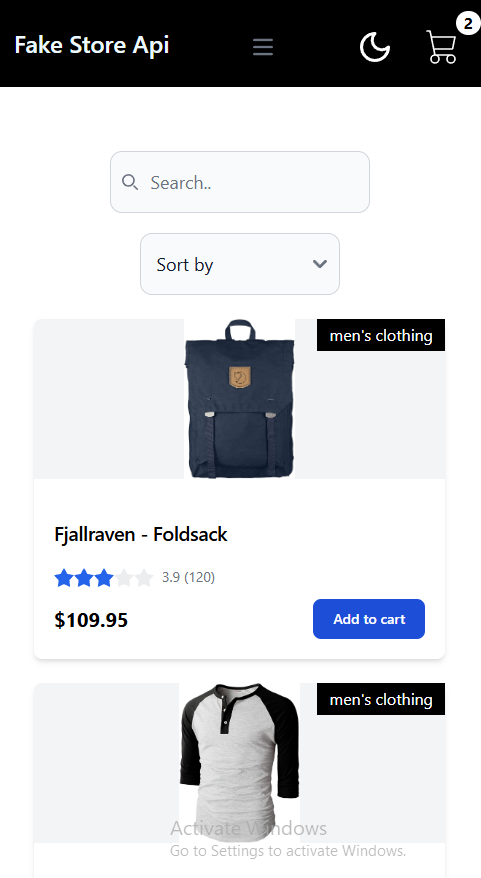 Fake Store Api
2
Search..
Sort by
men's clothing
Fjallraven - Foldsack
3.9 (120)
$109.95
Add to cart
men's clothing
Activate Windows
Go to Settings to activate Windows.